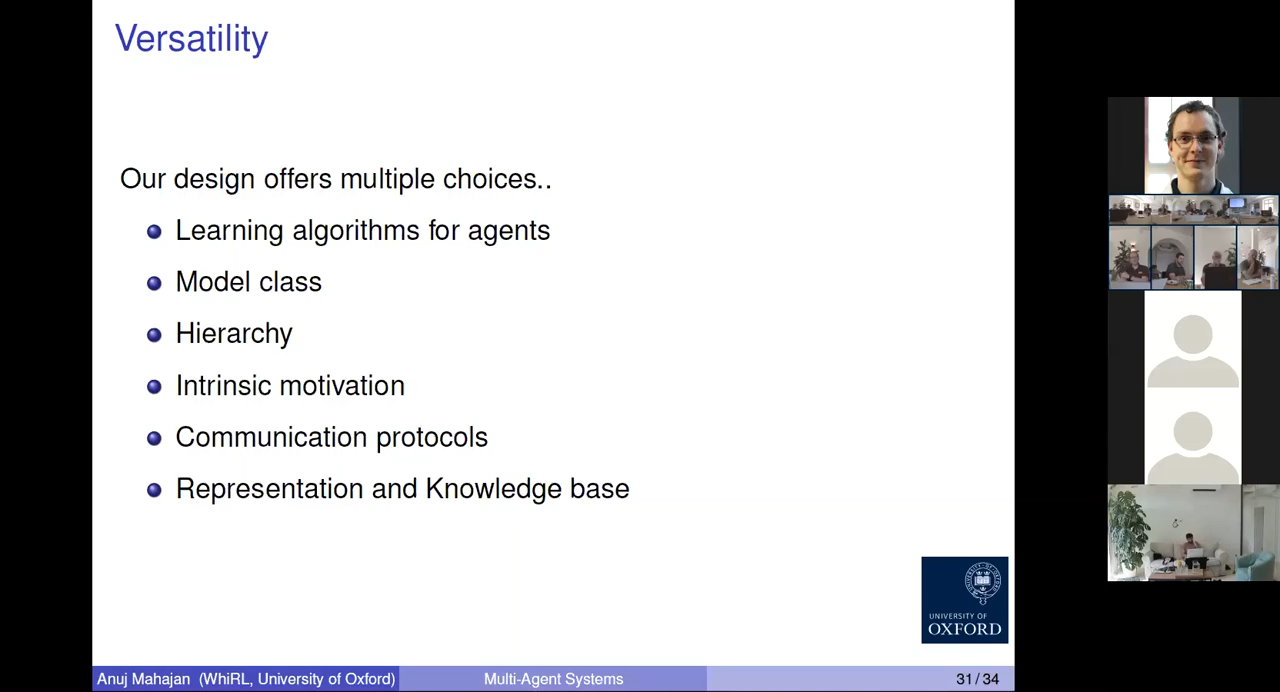 Versatility
Our design offers multiple choices..
Learning algorithms for agents
Model class
Hierarchy
Intrinsic motivation
Communication protocols
Representation and Knowledge base
UNIVERSITY OF
OXFORD
Anuj Mahajan (WhiRL, University of Oxford)
Multi-Agent Systems
31/34